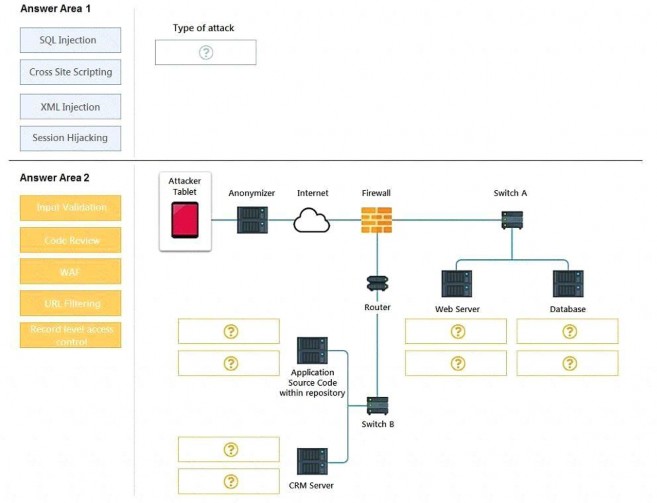 Answer Area 1
SQL Injection
Cross Site Scripting
XML Injection
Session Hijacking
Type of attack
?
Answer Area 2
Input Validation
Code Review
WAF
URL Filtering
Record level access
control
Attacker
Tablet
Anonymizer
Internet
Firewall
Switch A
Router
Web Server
Database
?
?
?
?
?
?
Application
Source Code
within repository
Switch B
?
?
CRM Server